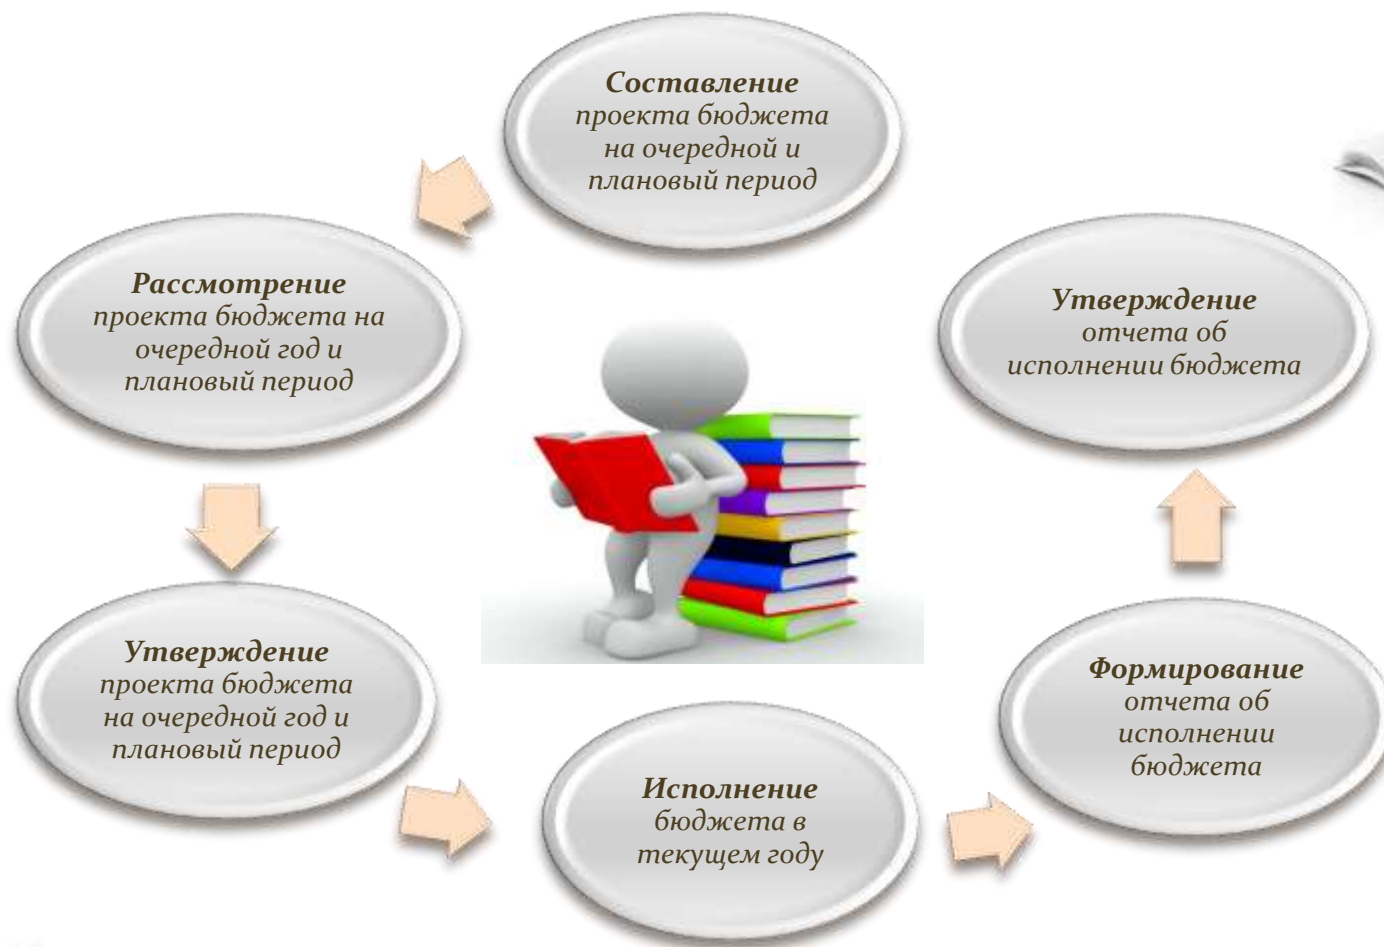 Составление
проекта бюджета
на очередной и
плановый период
Рассмотрение
проекта бюджета на
очередной год и
плановый период
Утверждение
проекта бюджета
на очередной год и
плановый период
Исполнение
бюджета в
текущем году
Формирование
отчета об
исполнении
бюджета
Утверждение
отчета об
исполнении бюджета